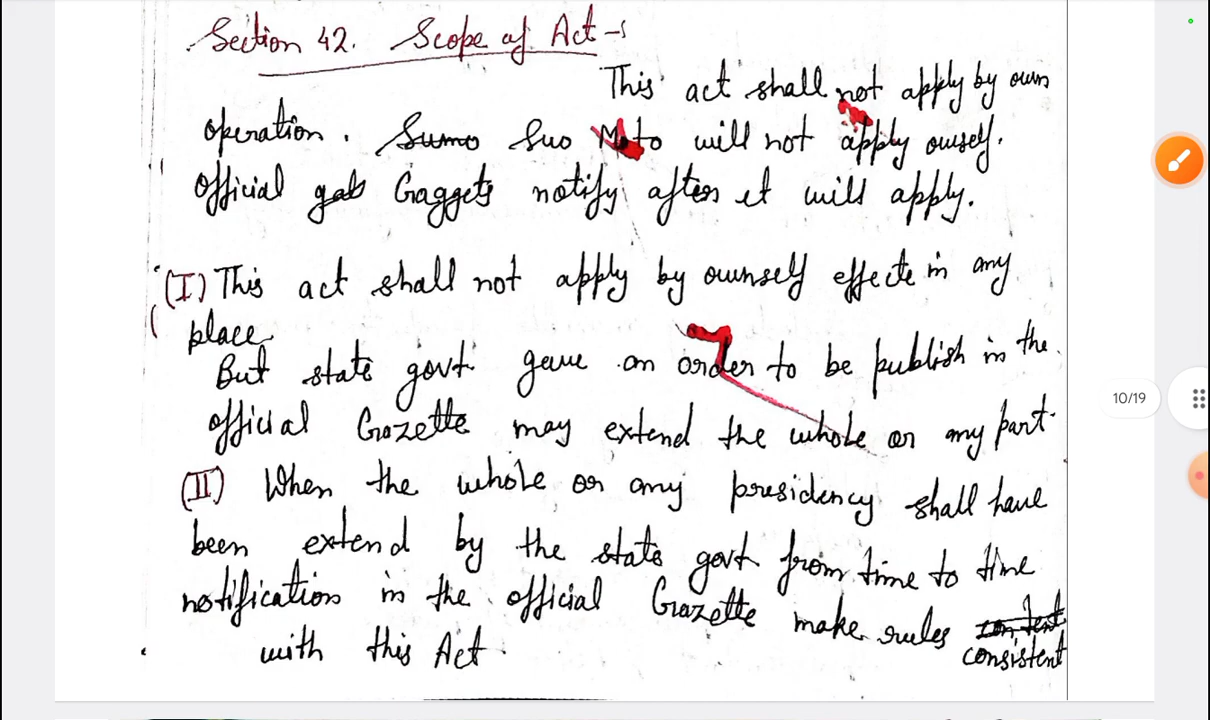 Section 42. Scope of Act -
This act shall not apply by own
operation. Sumo Suo Moto will not apply ourself.
Official gab Gaggets notify after it will apply.
(I) This act shall not apply by ownself effecte in any
place.
But state govt. gave an order to be publish in the
official Gozette may extend the whole or any part.
(II) When the whole or any presidency shall have
been extend by the state govt from time to time
notification in the official Gazette make rules
consistent
with this Act.
10/19